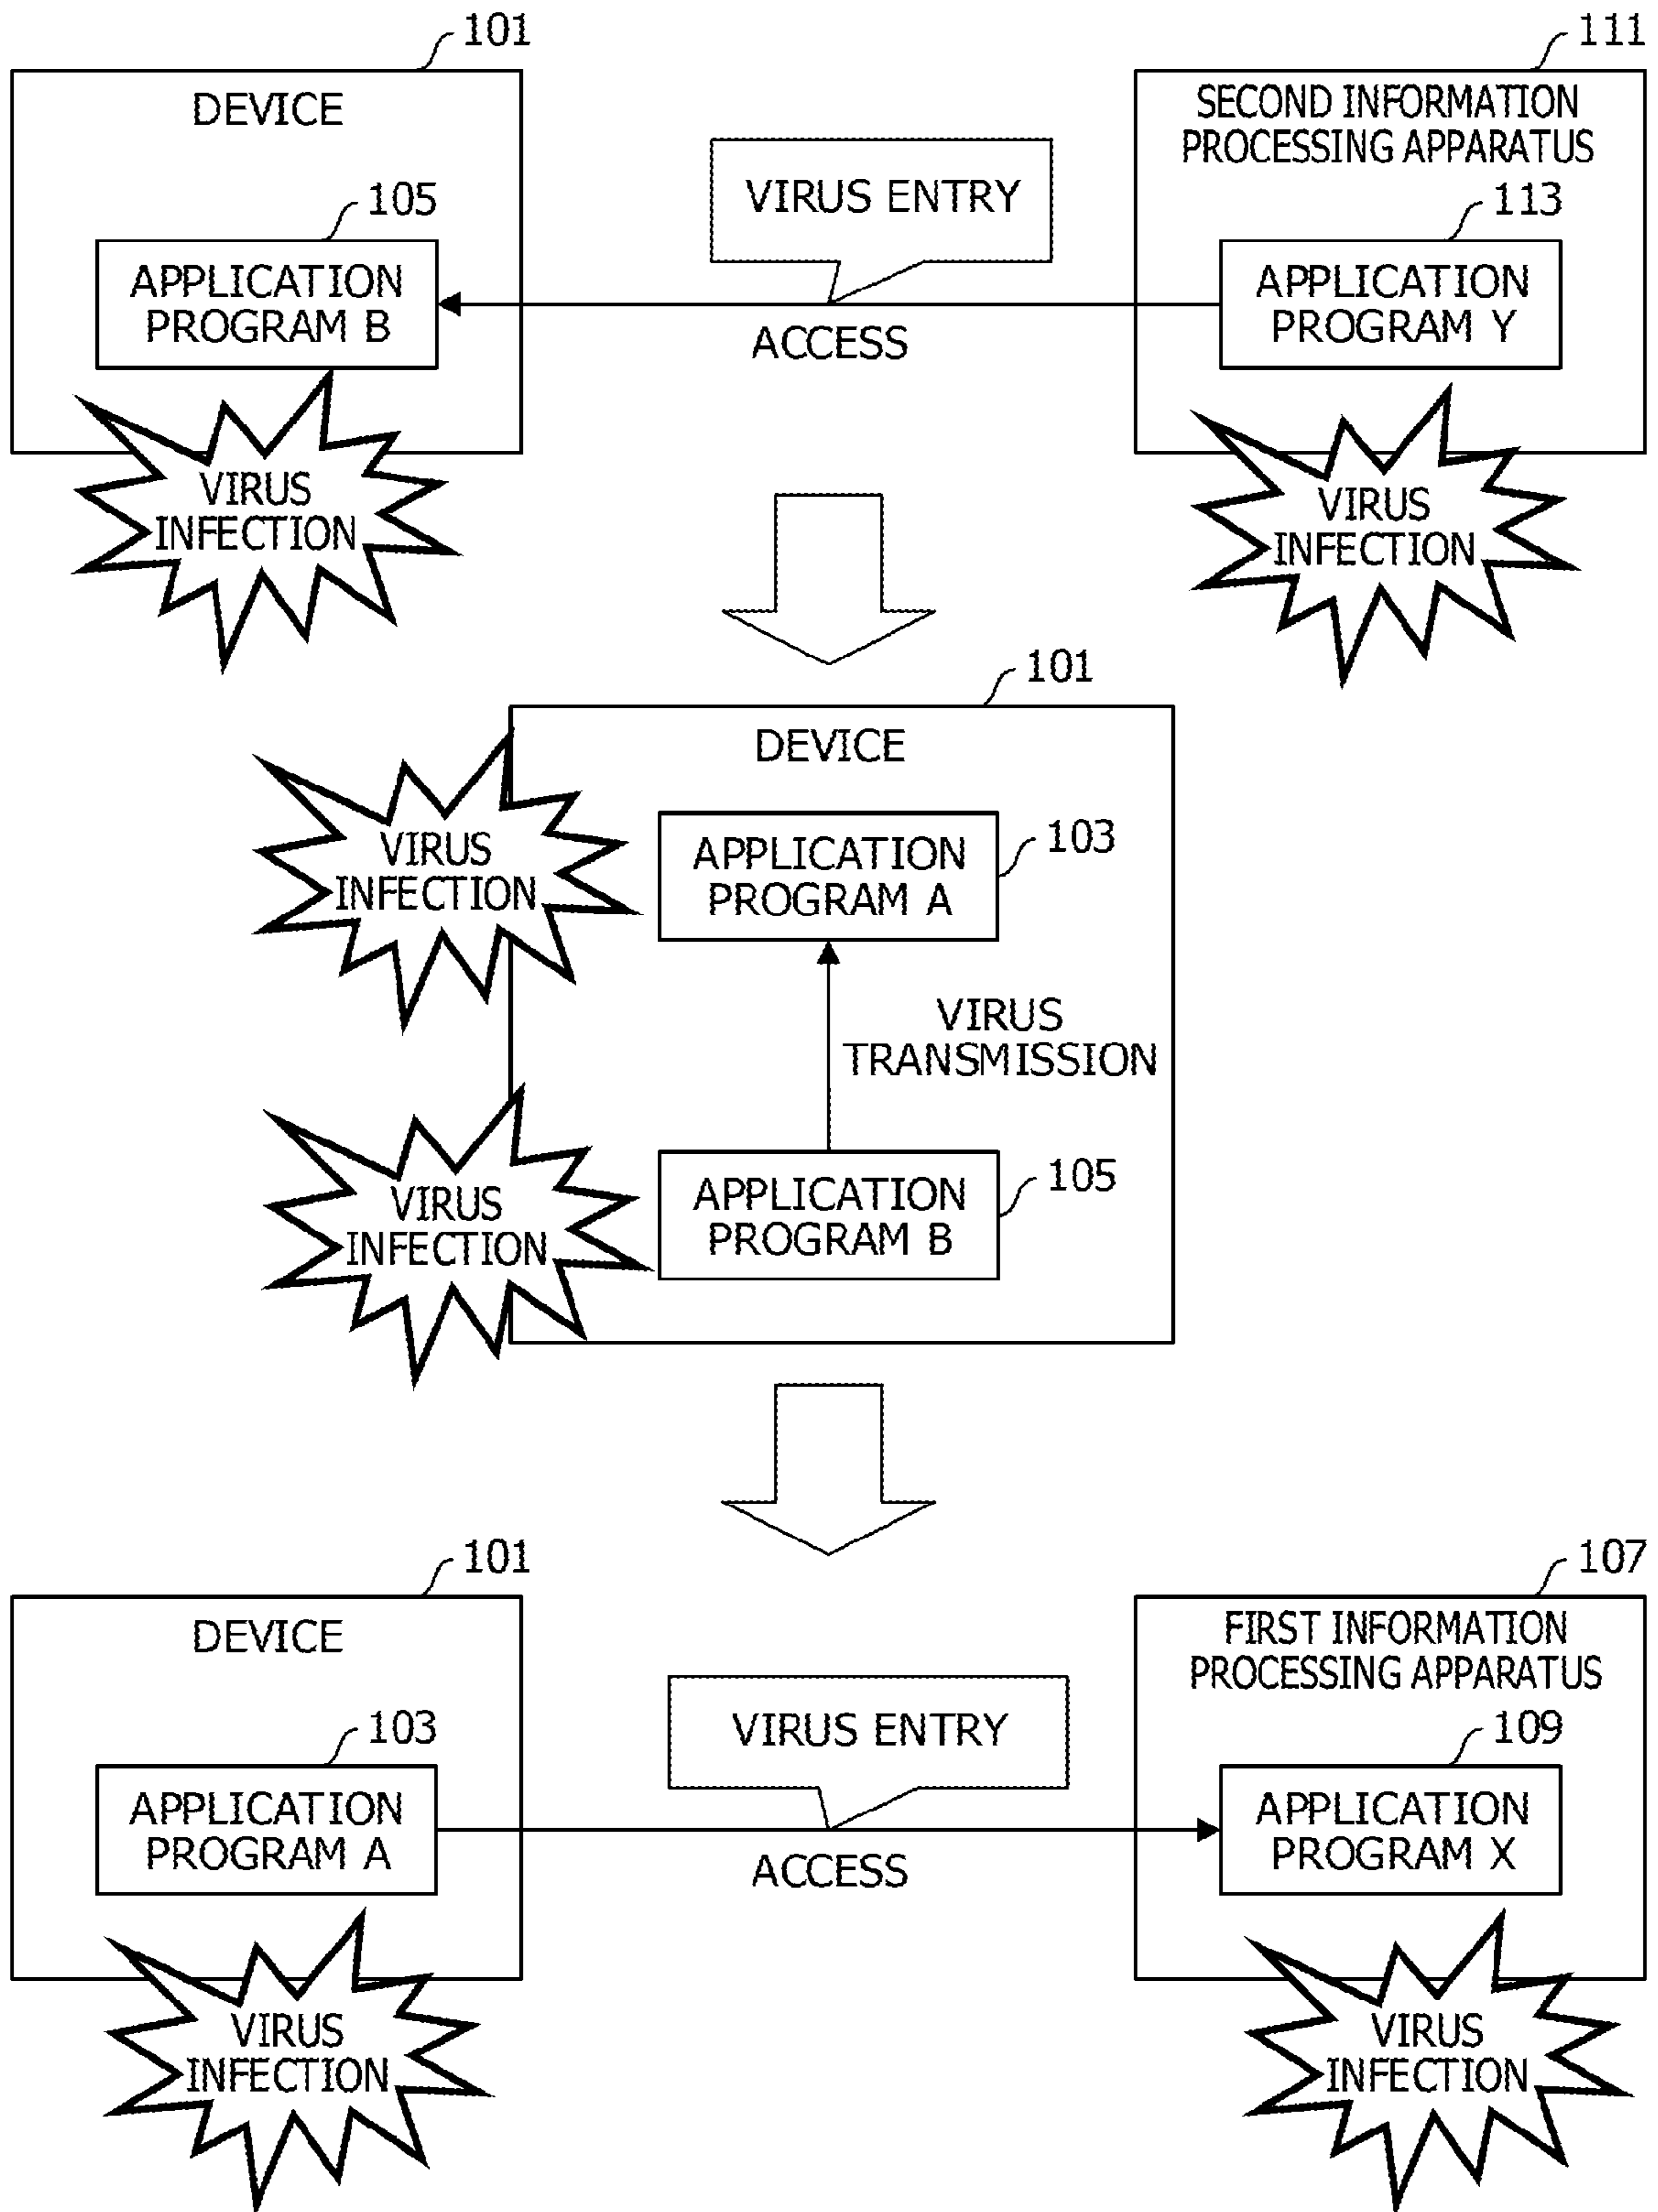 101
DEVICE
105
APPLICATION
PROGRAM B
VIRUS
INFECTION
VIRUS ENTRY
ACCESS
111
SECOND INFORMATION
PROCESSING APPARATUS
113
APPLICATION
PROGRAM Y
VIRUS
INFECTION
101
DEVICE
VIRUS
INFECTION
APPLICATION
PROGRAM A
103
VIRUS
TRANSMISSION
VIRUS
INFECTION
APPLICATION
PROGRAM B
105
101
DEVICE
103
APPLICATION
PROGRAM A
VIRUS
INFECTION
VIRUS ENTRY
ACCESS
107
FIRST INFORMATION
PROCESSING APPARATUS
109
APPLICATION
PROGRAM X
VIRUS
INFECTION